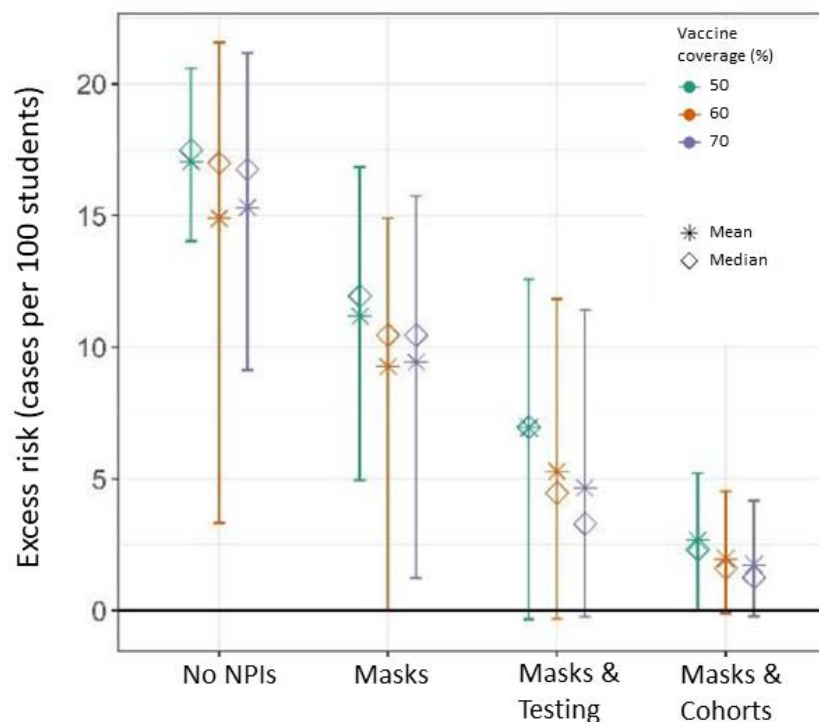 Vaccine
coverage (%)
50
60
70
Mean
Median
Excess risk (cases per 100 students)
20
15
10
5
0
No NPIs
Masks
Masks &
Testing
Masks &
Cohorts